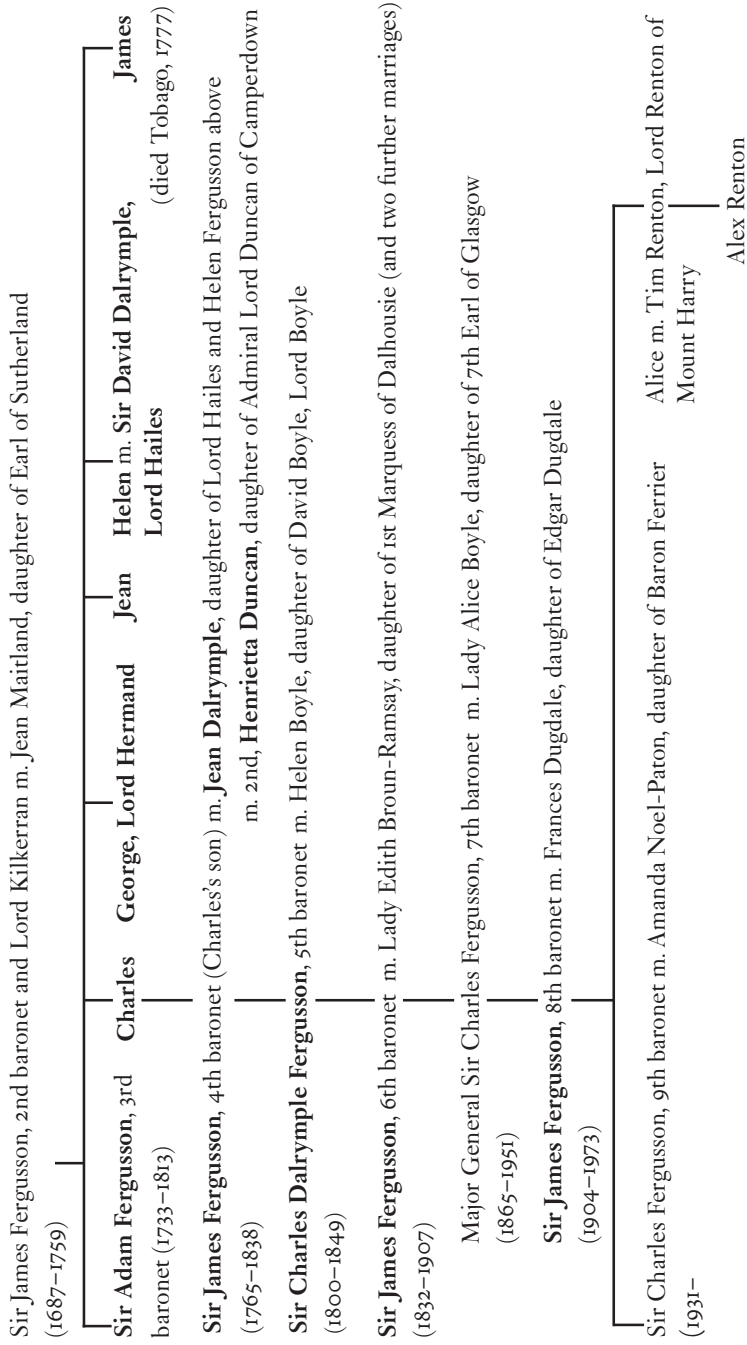 Sir James Fergusson, 2nd baronet and Lord Kilkerran m. Jean Maitland, daughter of Earl of Sutherland
(1687–1759)
Sir Adam Fergusson, 3rd
baronet (1733–1813)
Charles
George, Lord Hermand
Jean
Helen m. Sir David Dalrymple,
Lord Hailes
James
(died Tobago, 1777)
Sir James Fergusson, 4th baronet (Charles's son) m. Jean Dalrymple, daughter of Lord Hailes and Helen Fergusson above
(1765–1838)
m. 2nd, Henrietta Duncan, daughter of Admiral Lord Duncan of Camperdown
Sir Charles Dalrymple Fergusson, 5th baronet m. Helen Boyle, daughter of David Boyle, Lord Boyle
(1800–1849)
Sir James Fergusson, 6th baronet m. Lady Edith Broun-Ramsay, daughter of 1st Marquess of Dalhousie (and two further marriages)
(1832–1907)
Major General Sir Charles Fergusson, 7th baronet m. Lady Alice Boyle, daughter of 7th Earl of Glasgow
(1865–1951)
Sir James Fergusson, 8th baronet m. Frances Dugdale, daughter of Edgar Dugdale
(1904–1973)
Sir Charles Fergusson, 9th baronet m. Amanda Noel-Paton, daughter of Baron Ferrier
(1931–
Alice m. Tim Renton, Lord Renton of
Mount Harry
Alex Renton